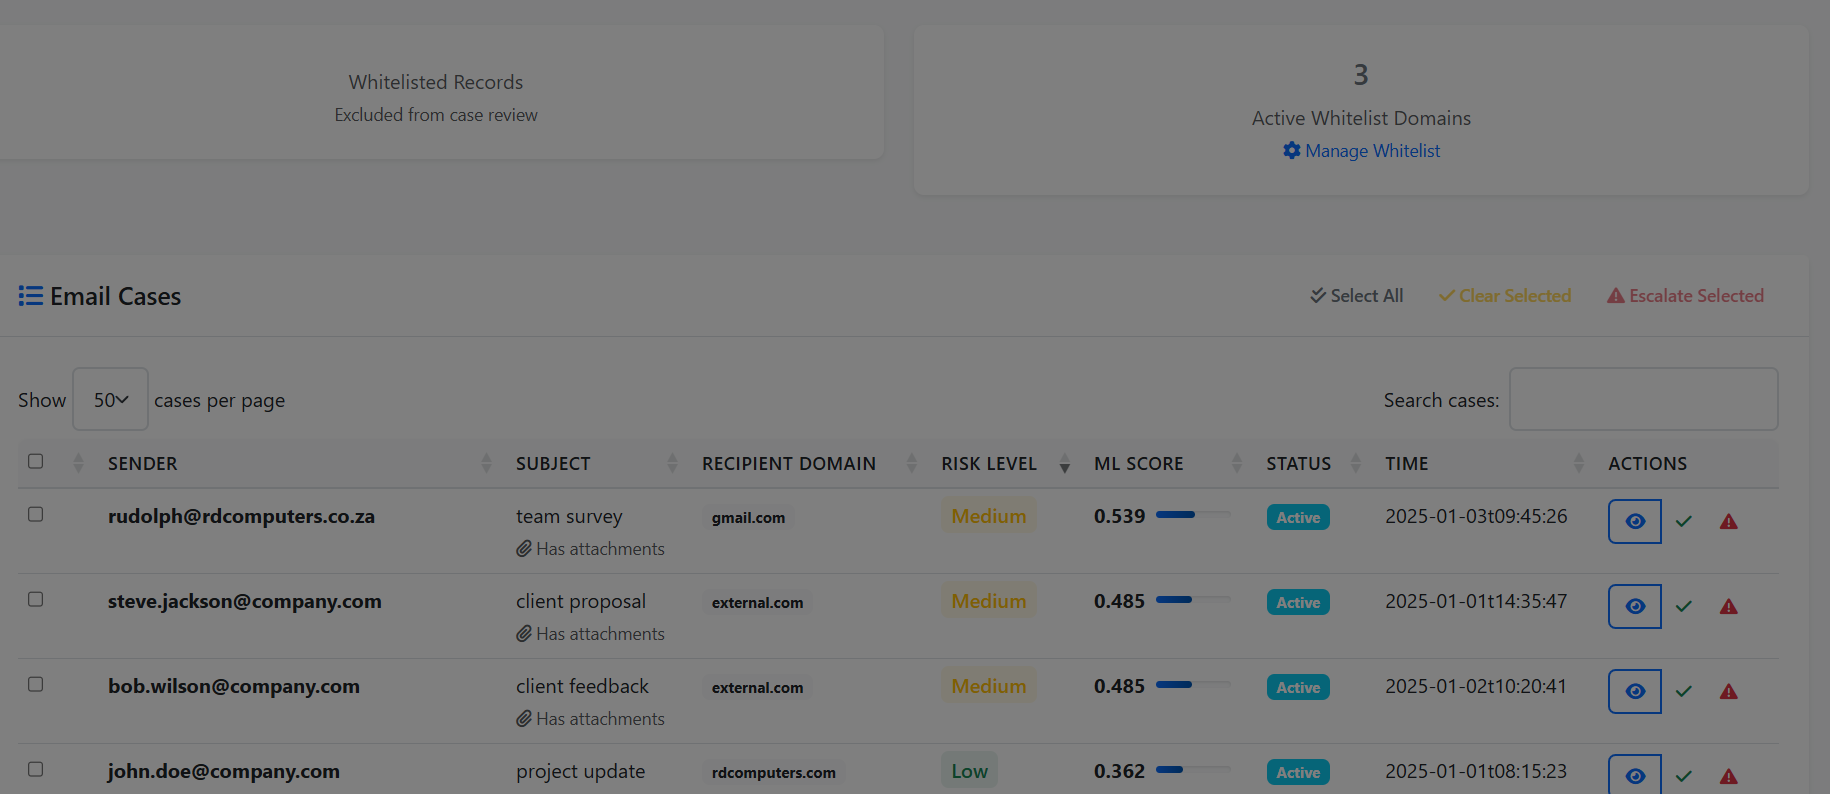 Whitelisted Records
Excluded from case review
3
Active Whitelist Domains
Manage Whitelist
Email Cases
Select All
Clear Selected
Escalate Selected
Show 50 cases per page
Search cases:
SENDER SUBJECT RECIPIENT DOMAIN RISK LEVEL ML SCORE STATUS TIME ACTIONS
rudolph@rdcomputers.co.za team survey gmail.com Medium 0.539 Active 2025-01-03t09:45:26
Has attachments
steve.jackson@company.com client proposal external.com Medium 0.485 Active 2025-01-01t14:35:47
Has attachments
bob.wilson@company.com client feedback external.com Medium 0.485 Active 2025-01-02t10:20:41
Has attachments
john.doe@company.com project update rdcomputers.com Low 0.362 Active 2025-01-01t08:15:23